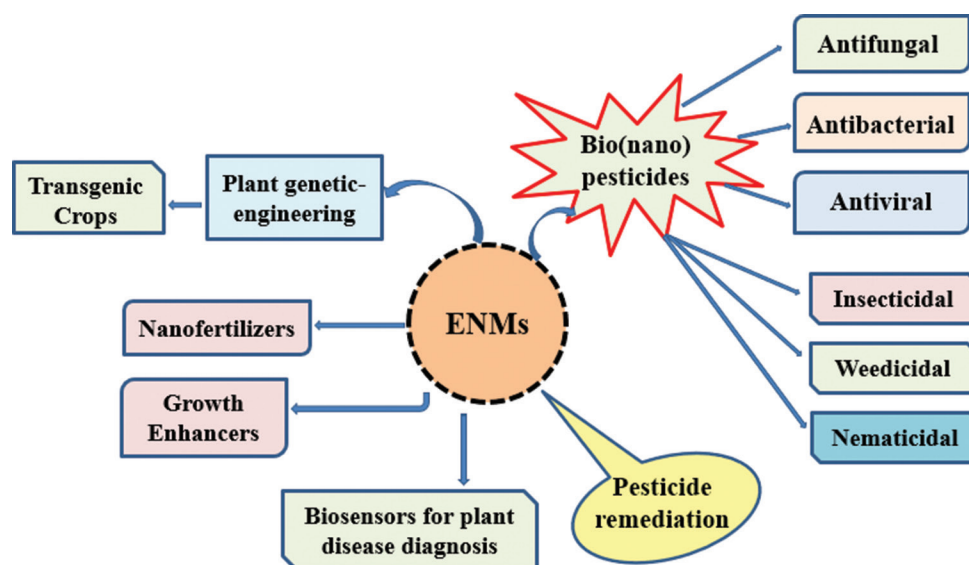 Antifungal
Bio(nano)
pesticides
Antibacterial
Antiviral
Transgenic
Crops
Plant genetic-
engineering
ENMs
Insecticidal
Nanofertilizers
Weedicidal
Growth
Enhancers
Nematicidal
Biosensors for plant
disease diagnosis
Pesticide
remediation